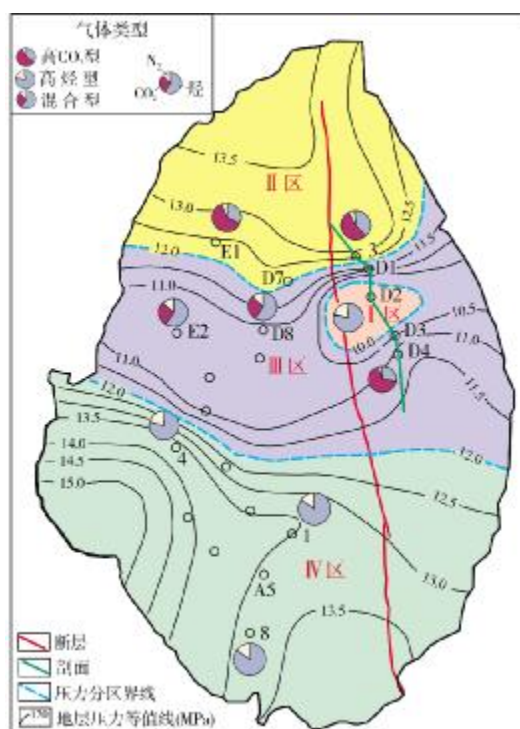 气体类型
高CO₂型
高烃型
混合型
N₂
CO₂
烃
13.5
Ⅱ区
13.0
12.5
12.0
11.5
E1
3
D1
D7
11.0
D2
Ⅰ区
10.5
E2
D8
D3
10.0
11.0
D4
Ⅲ区
11.0
11.5
12.0
13.5
12.0
14.0
4
14.5
15.0
12.5
1
Ⅳ区
13.0
A5
13.5
8
断层
剖面
压力分区界线
地层压力等值线(MPa)